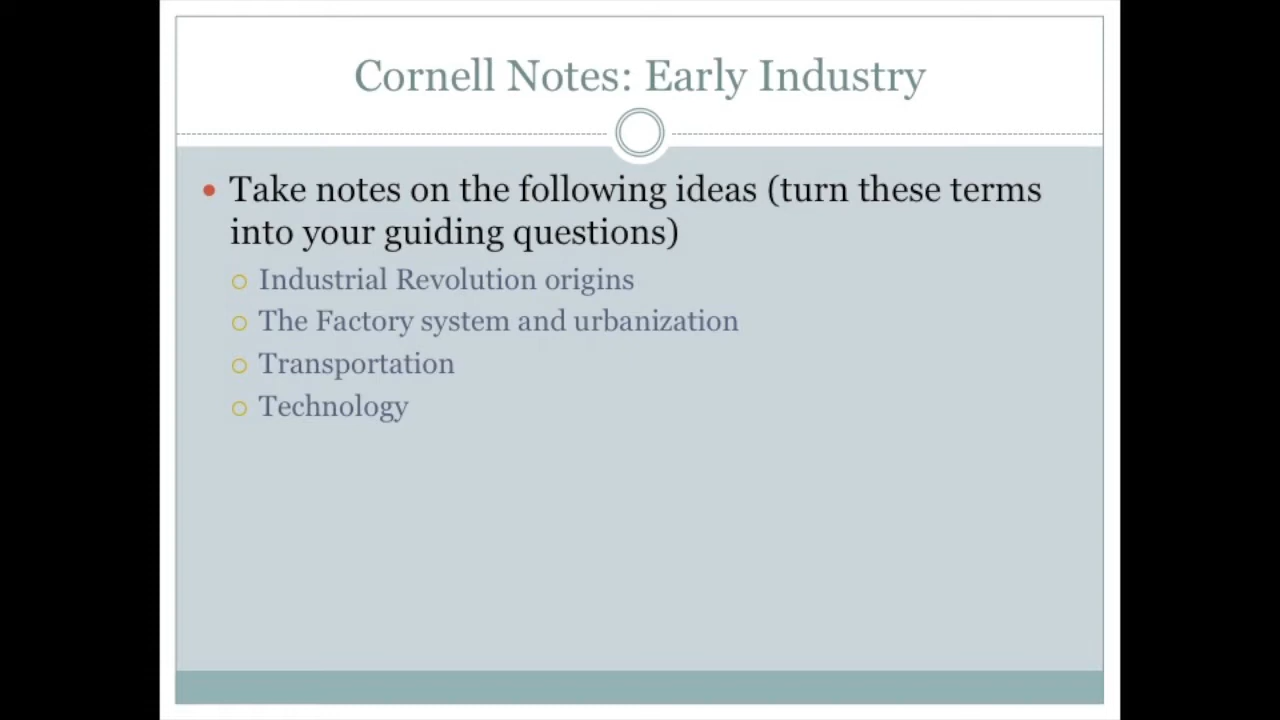 Cornell Notes: Early Industry
• Take notes on the following ideas (turn these terms
into your guiding questions)
○ Industrial Revolution origins
○ The Factory system and urbanization
○ Transportation
○ Technology